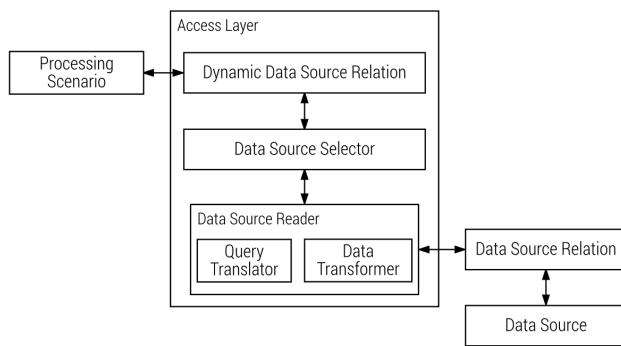 Access Layer
Processing
Scenario
Dynamic Data Source Relation
Data Source Selector
Data Source Reader
Query
Translator
Data
Transformer
Data Source Relation
Data Source